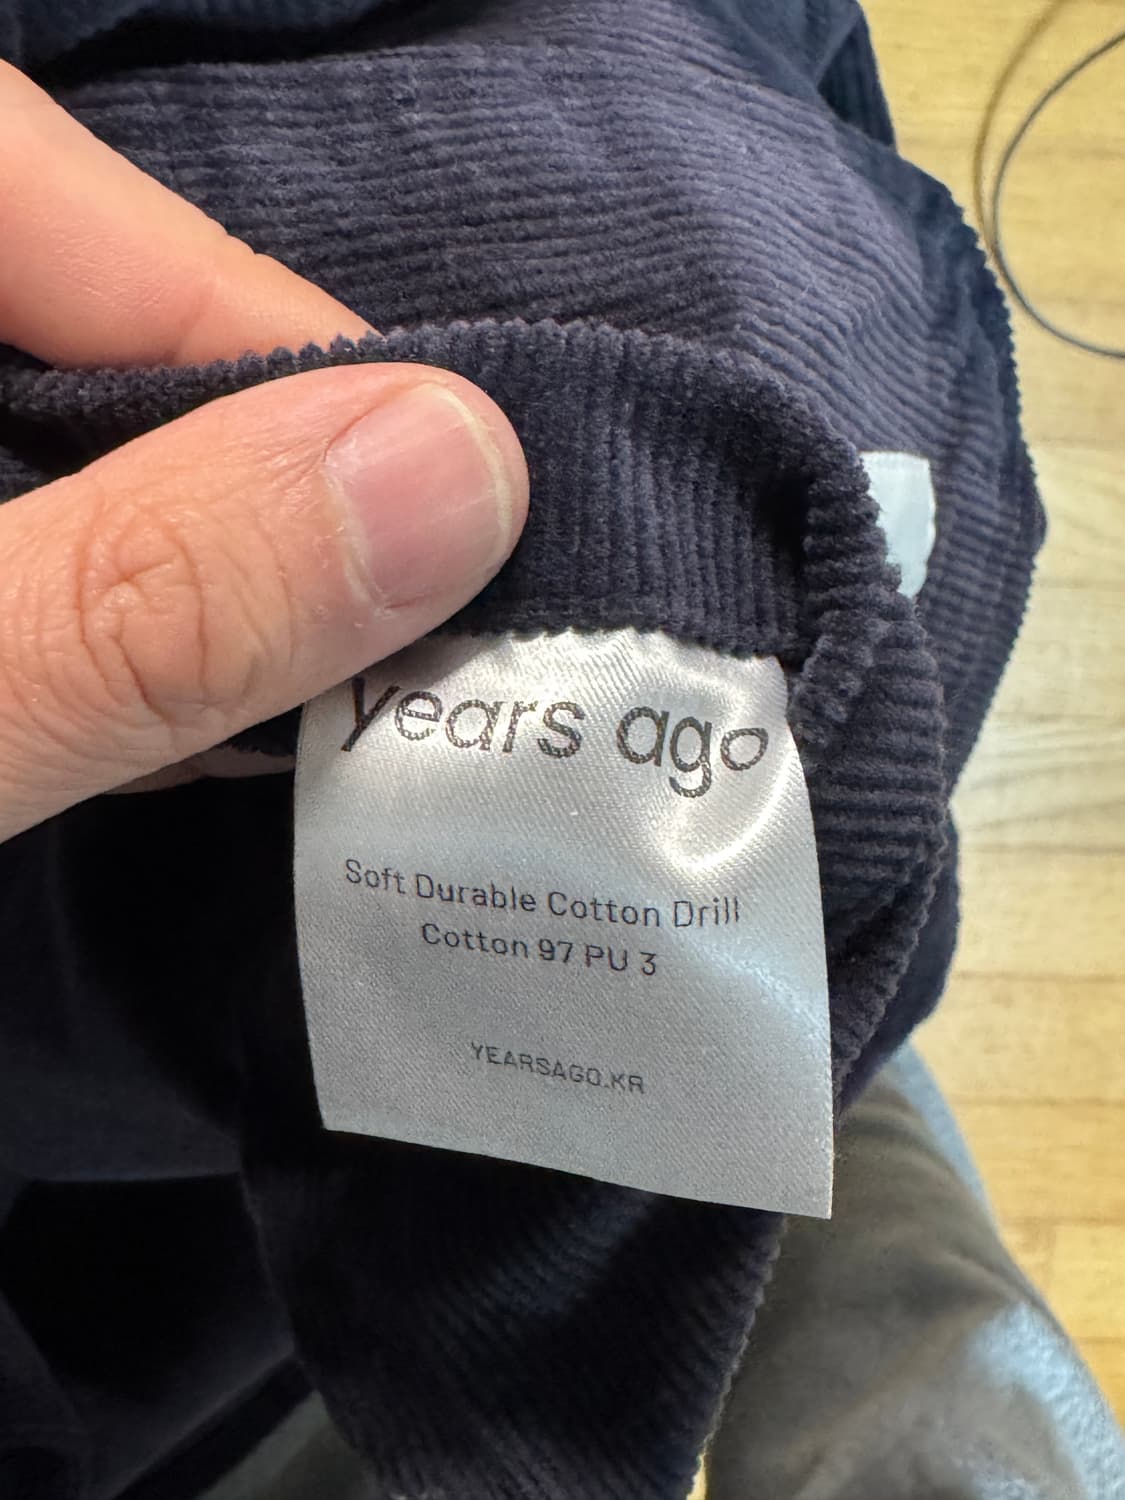 years ago
Soft Durable Cotton Drill
Cotton 97 PU 3
YEARSAGO.KR